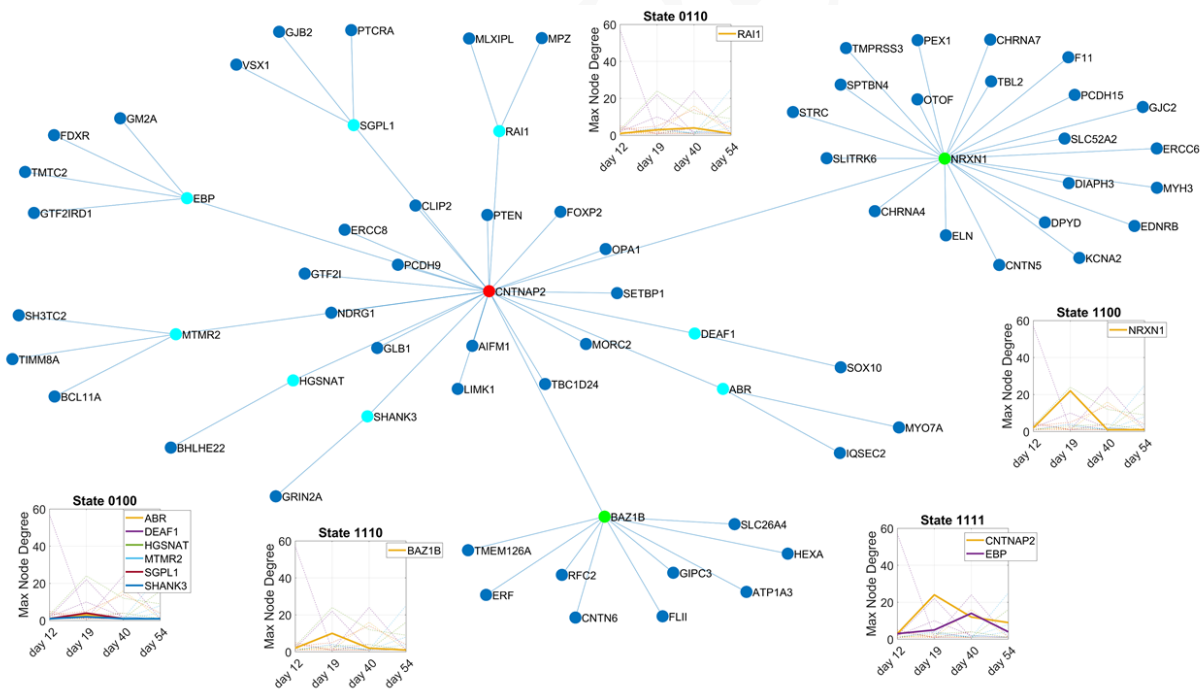 GJB2
PTCRA
MLXIPL
MPZ
VSX1
SGPL1
RAI1
GM2A
FDXR
TMTC2
GTF2IRD1
EBP
CLIP2
PTEN
FOXP2
ERCC8
OPA1
PCDH9
GTF2I
CNTNAP2
SETBP1
NDRG1
SH3TC2
MTMR2
TIMM8A
BCL11A
GLB1
AIFM1
MORC2
DEAF1
HGSNAT
LIMK1
TBC1D24
ABR
SOX10
SHANK3
BHLHE22
MYO7A
IQSEC2
GRIN2A
BAZ1B
SLC26A4
TMEM126A
HEXA
RFC2
GIPC3
ERF
ATP1A3
CNTN6
FLII
TMPRSS3
PEX1
CHRNA7
F11
SPTBN4
OTOF
TBL2
PCDH15
STRC
GJC2
SLC52A2
SLITRK6
NRXN1
ERCC6
DIAPH3
MYH3
CHRNA4
DPYD
EDNRB
ELN
KCNA2
CNTN5
State 0110
RAI1
Max Node Degree
60
40
20
0
day 12
day 19
day 40
day 54
State 1100
NRXN1
Max Node Degree
60
40
20
0
day 12
day 19
day 40
day 54
State 0100
ABR
DEAF1
HGSNAT
MTMR2
SGPL1
SHANK3
Max Node Degree
60
40
20
0
day 12
day 19
day 40
day 54
State 1110
BAZ1B
Max Node Degree
60
40
20
0
day 12
day 19
day 40
day 54
State 1111
CNTNAP2
EBP
Max Node Degree
60
40
20
0
day 12
day 19
day 40
day 54